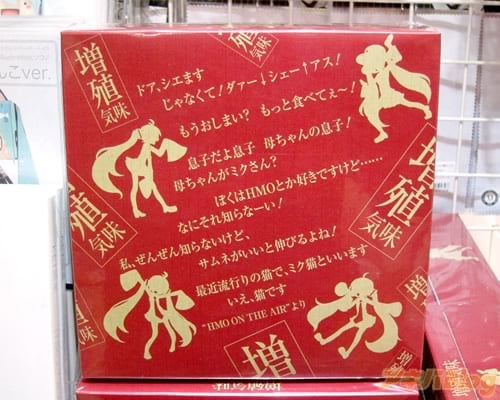 増殖気味
ドア、シエます
じゃなくて！ダァー↓シェー↑アス！
もうおしまい？ もっと食べてぇ〜！
息子だよ息子 母ちゃんの息子！
母ちゃんがミクさん？
ぼくはHMOとか好きですけど……
なにそれ知らなーい！
私、ぜんぜん知らないけど、
サムネがいいと伸びるよね！
最近流行りの猫で、ミク猫といいます
いえ、猫です
"HMO ON THE AIR"より
増殖気味
殖
気味
増
増殖
気味
こver.